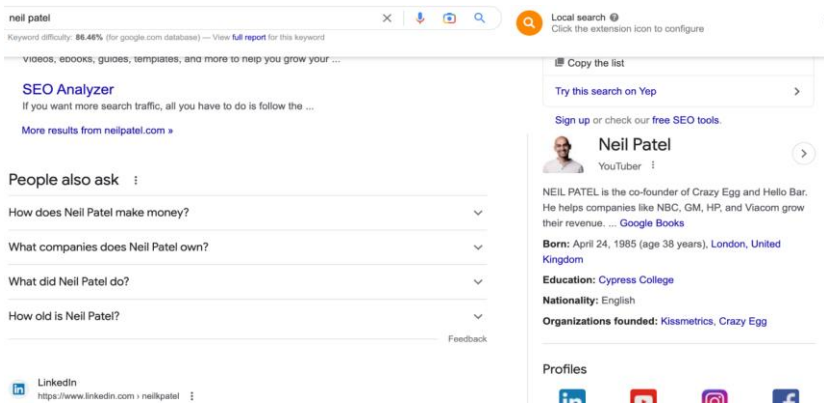 neil patel
Local search
Click the extension icon to configure
Keyword difficulty: 86.46% (for google.com database) — View full report for this keyword
Videos, ebooks, guides, templates, and more to help you grow your ...
SEO Analyzer
If you want more search traffic, all you have to do is follow the ...
More results from neilpatel.com »
People also ask
How does Neil Patel make money?
What companies does Neil Patel own?
What did Neil Patel do?
How old is Neil Patel?
Feedback
LinkedIn
https://www.linkedin.com › neilkpatel
Copy the list
Try this search on Yep
Sign up or check our free SEO tools.
Neil Patel
YouTuber
NEIL PATEL is the co-founder of Crazy Egg and Hello Bar.
He helps companies like NBC, GM, HP, and Viacom grow
their revenue. ... Google Books
Born: April 24, 1985 (age 38 years), London, United
Kingdom
Education: Cypress College
Nationality: English
Organizations founded: Kissmetrics, Crazy Egg
Profiles
in
in
f